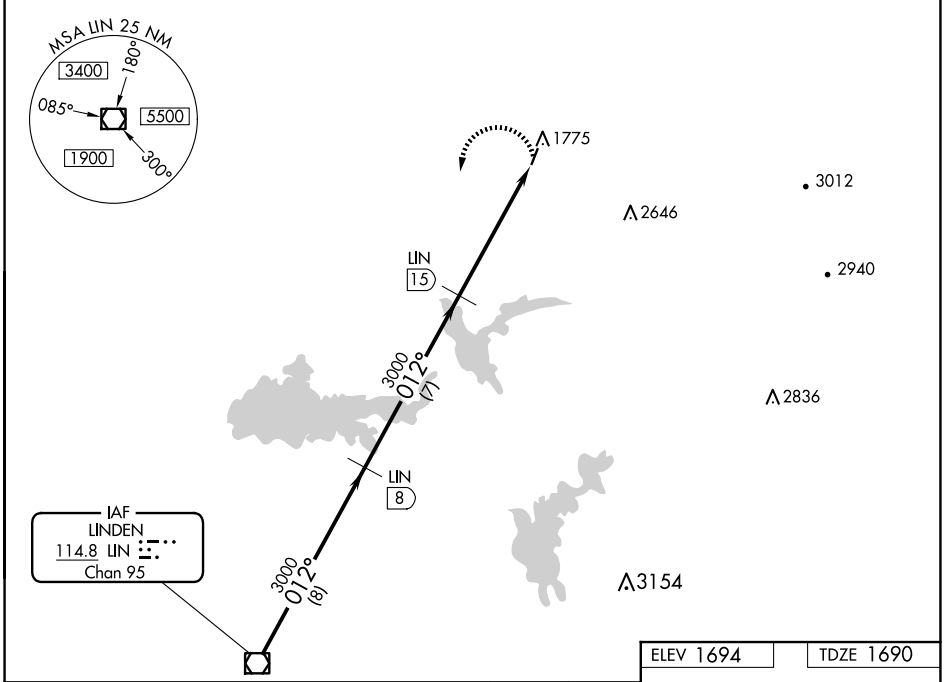 MSA LIN 25 NM
3400
180°
085°
5500
1900
300°
1775
3012
2646
2940
LIN
15
3000
012°
(7)
2836
LIN
8
IAF
LINDEN
114.8 LIN
Chan 95
3000
012°
(8)
3154
ELEV 1694
TDZE 1690